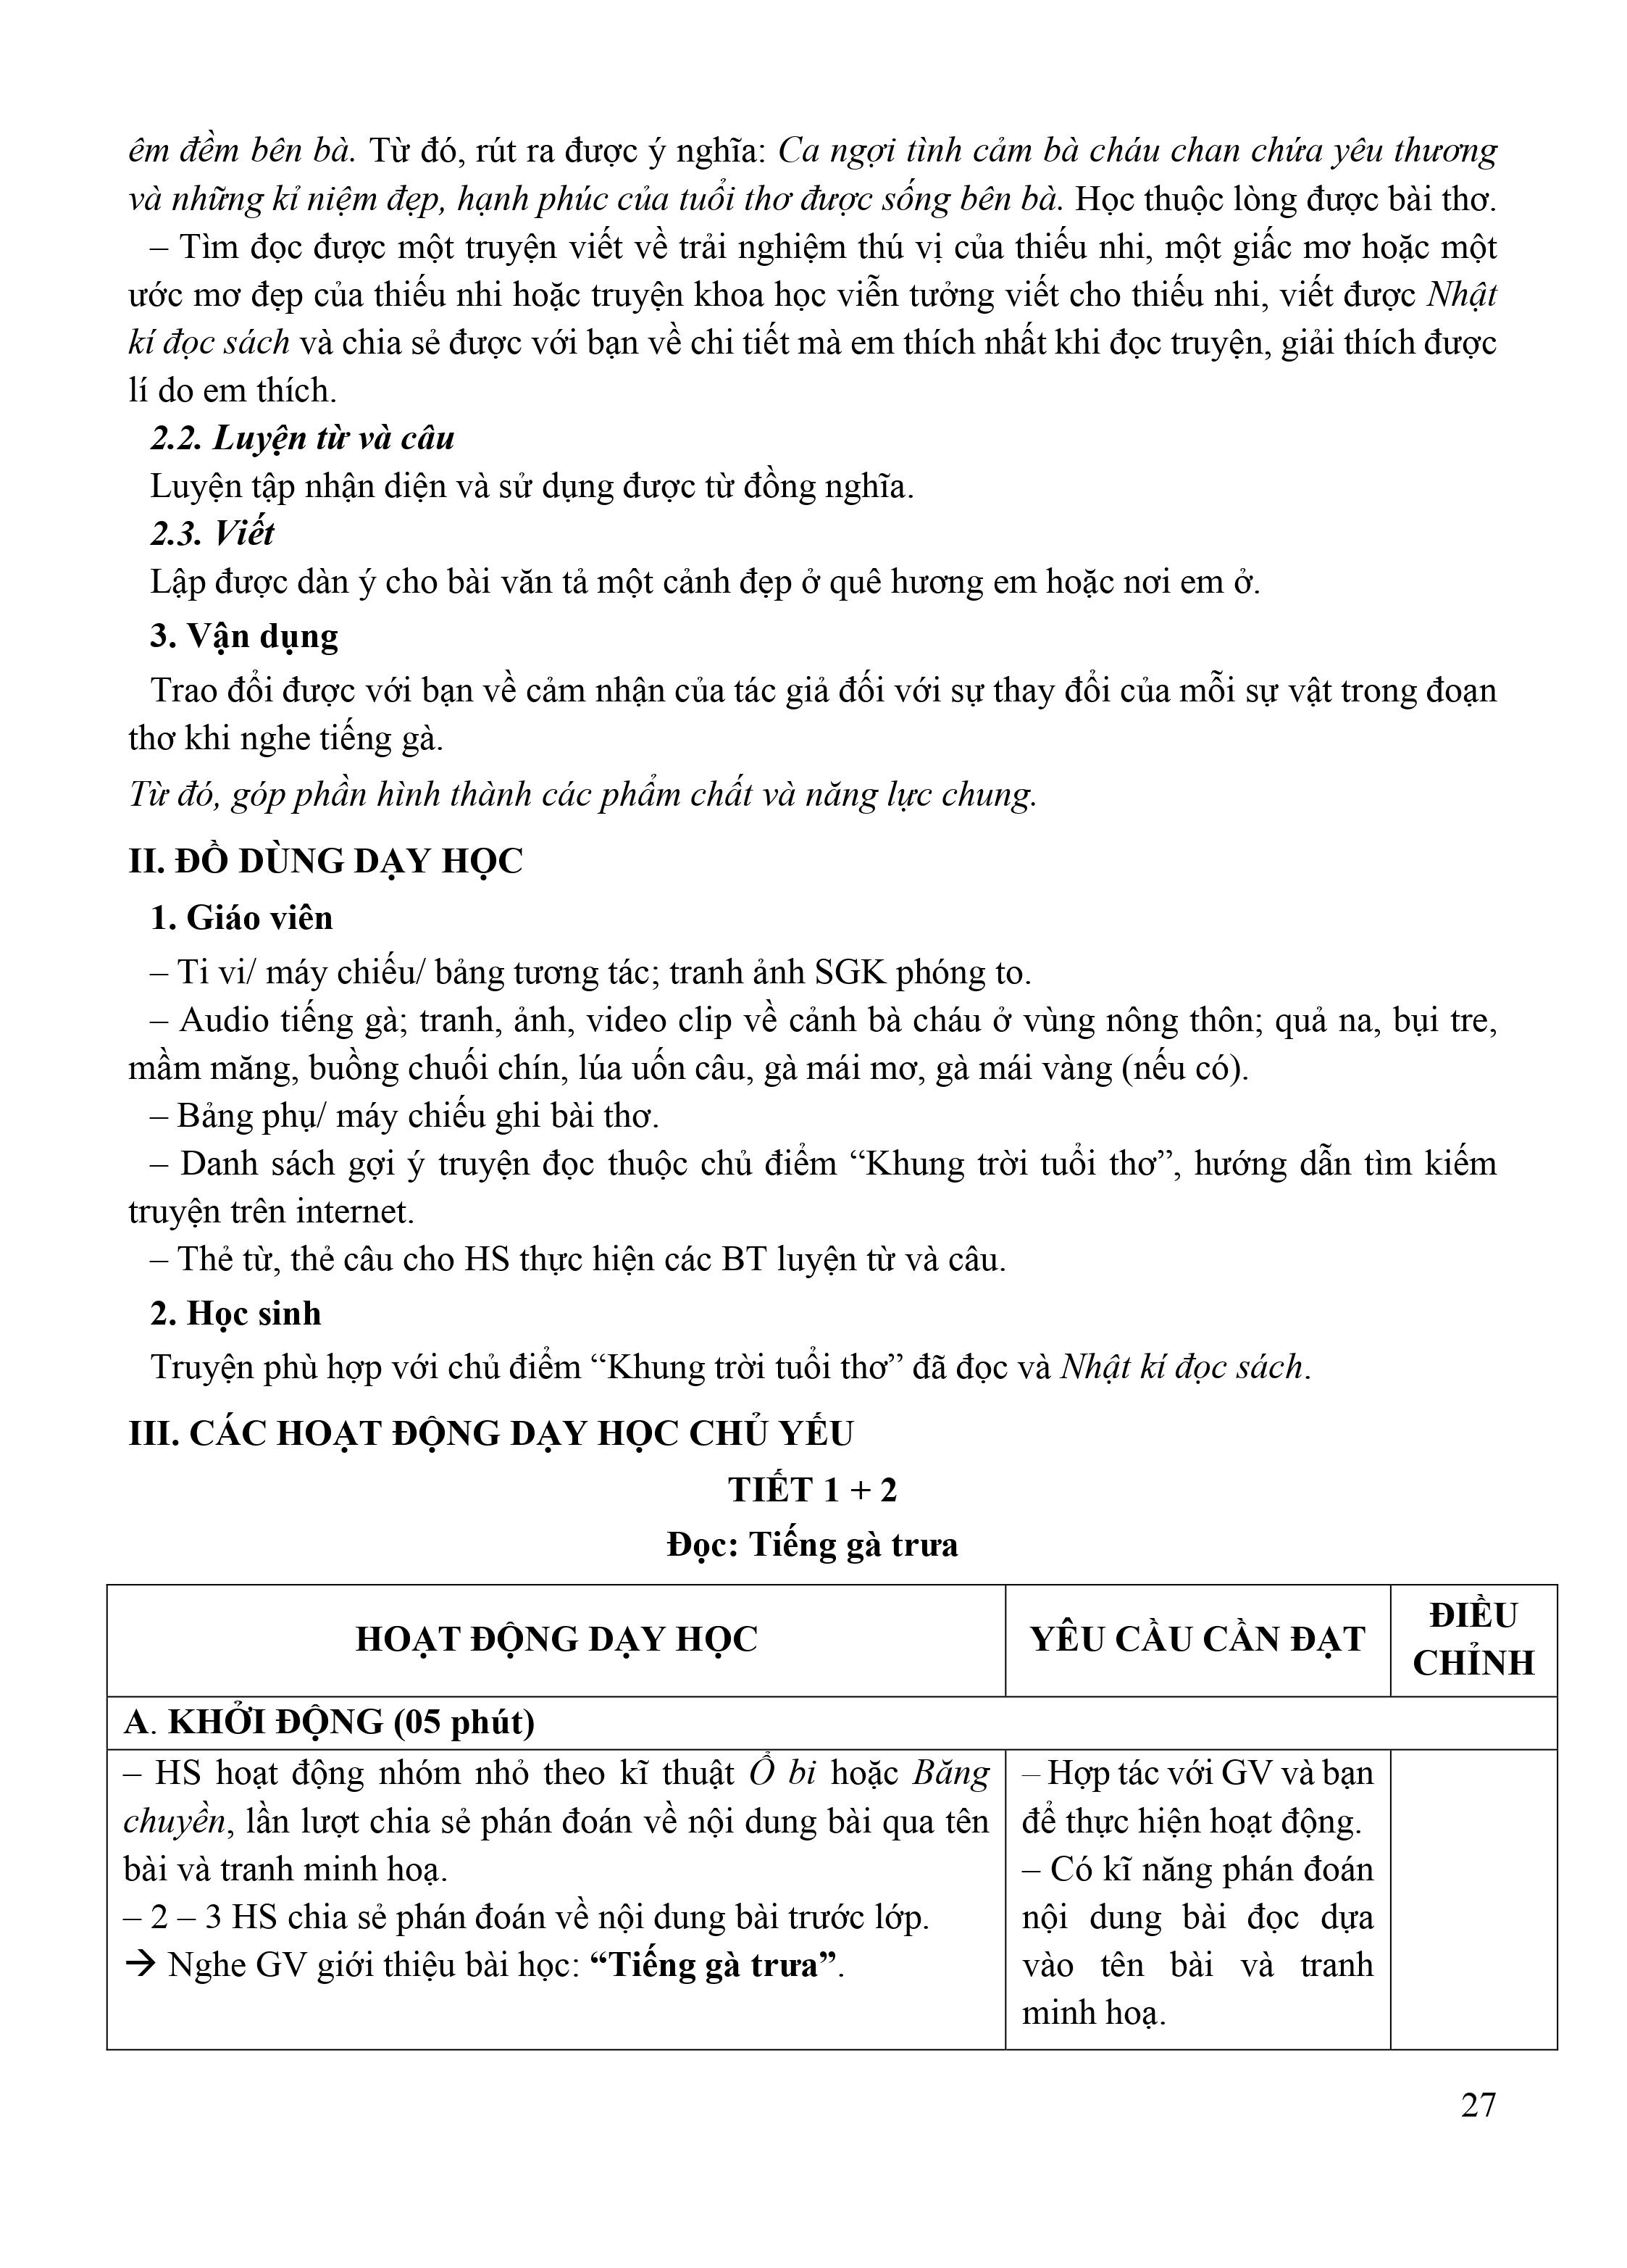 êm đềm bên bà. Từ đó, rút ra được ý nghĩa: Ca ngợi tình cảm bà cháu chan chứa yêu thương
và những kỉ niệm đẹp, hạnh phúc của tuổi thơ được sống bên bà. Học thuộc lòng được bài thơ.
– Tìm đọc được một truyện viết về trải nghiệm thú vị của thiếu nhi, một giấc mơ hoặc một
ước mơ đẹp của thiếu nhi hoặc truyện khoa học viễn tưởng viết cho thiếu nhi, viết được Nhật
kí đọc sách và chia sẻ được với bạn về chi tiết mà em thích nhất khi đọc truyện, giải thích được
lí do em thích.
2.2. Luyện từ và câu
Luyện tập nhận diện và sử dụng được từ đồng nghĩa.
2.3. Viết
Lập được dàn ý cho bài văn tả một cảnh đẹp ở quê hương em hoặc nơi em ở.
3. Vận dụng
Trao đổi được với bạn về cảm nhận của tác giả đối với sự thay đổi của mỗi sự vật trong đoạn
thơ khi nghe tiếng gà.
Từ đó, góp phần hình thành các phẩm chất và năng lực chung.
II. ĐỒ DÙNG DẠY HỌC
1. Giáo viên
– Ti vi/ máy chiếu/ bảng tương tác; tranh ảnh SGK phóng to.
– Audio tiếng gà; tranh, ảnh, video clip về cảnh bà cháu ở vùng nông thôn; quả na, bụi tre,
mầm măng, buồng chuối chín, lúa uốn câu, gà mái mơ, gà mái vàng (nếu có).
– Bảng phụ/ máy chiếu ghi bài thơ.
– Danh sách gợi ý truyện đọc thuộc chủ điểm “Khung trời tuổi thơ”, hướng dẫn tìm kiếm
truyện trên internet.
– Thẻ từ, thẻ câu cho HS thực hiện các BT luyện từ và câu.
2. Học sinh
Truyện phù hợp với chủ điểm “Khung trời tuổi thơ” đã đọc và Nhật kí đọc sách.
III. CÁC HOẠT ĐỘNG DẠY HỌC CHỦ YẾU
TIẾT 1 + 2
Đọc: Tiếng gà trưa
HOẠT ĐỘNG DẠY HỌC
YÊU CẦU CẦN ĐẠT
ĐIỀU
CHỈNH
A. KHỞI ĐỘNG (05 phút)
– HS hoạt động nhóm nhỏ theo kĩ thuật Ổ bi hoặc Băng
chuyền, lần lượt chia sẻ phán đoán về nội dung bài qua tên
bài và tranh minh hoạ.
– 2 – 3 HS chia sẻ phán đoán về nội dung bài trước lớp.
→ Nghe GV giới thiệu bài học: “Tiếng gà trưa”.
– Hợp tác với GV và bạn
để thực hiện hoạt động.
– Có kĩ năng phán đoán
nội dung bài đọc dựa
vào tên bài và tranh
minh hoạ.
27